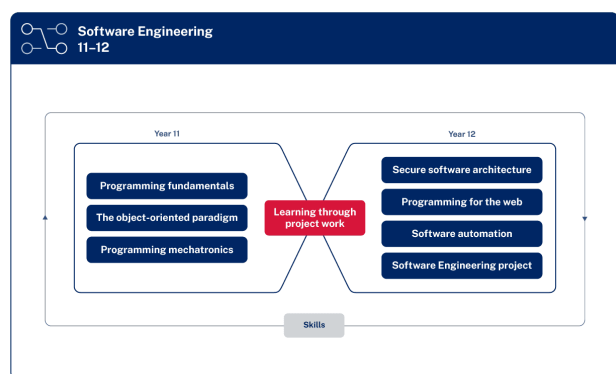 Software Engineering
11–12
Year 11
Year 12
Programming fundamentals
The object-oriented paradigm
Programming mechatronics
Learning through
project work
Secure software architecture
Programming for the web
Software automation
Software Engineering project
Skills